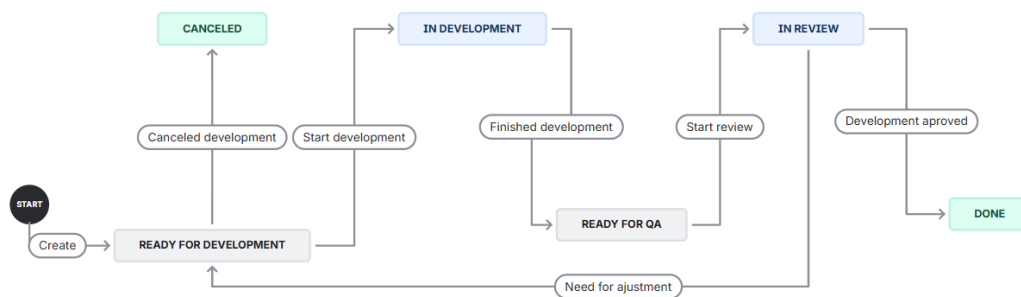 CANCELED
IN DEVELOPMENT
IN REVIEW
Canceled development
Start development
Finished development
Start review
Development aproved
START
Create
READY FOR DEVELOPMENT
READY FOR QA
DONE
Need for ajustment